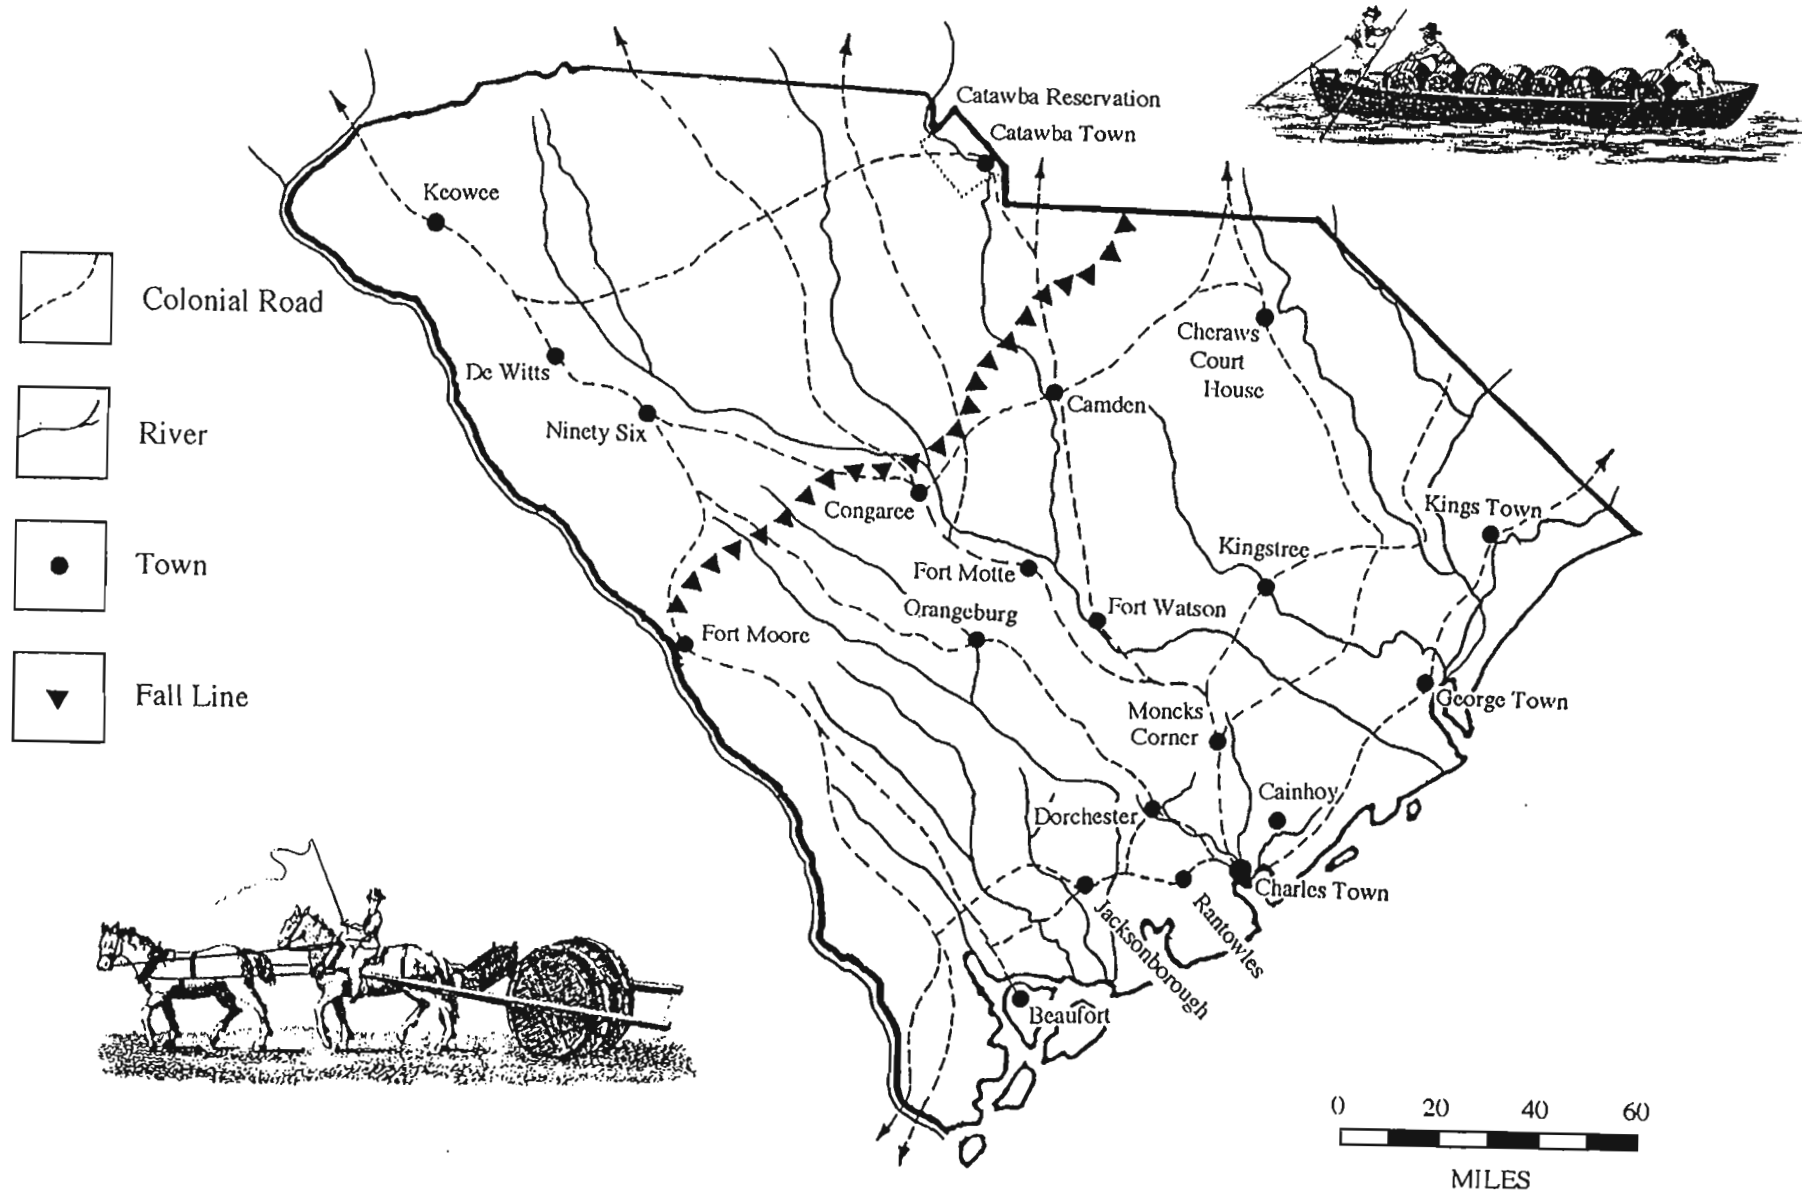 Catawba Reservation
Catawba Town
Keowee
Colonial Road
Cheraws
Court
House
De Witts
Camden
River
Ninety Six
Congaree
Kings Town
Kingstree
Town
Fort Motte
Orangeburg
Fort Watson
Fort Moore
Fall Line
George Town
Moncks
Corner
Cainhoy
Dorchester
Charles Town
Rantowles
Jacksonborough
Beaufort
0 20 40 60
MILES